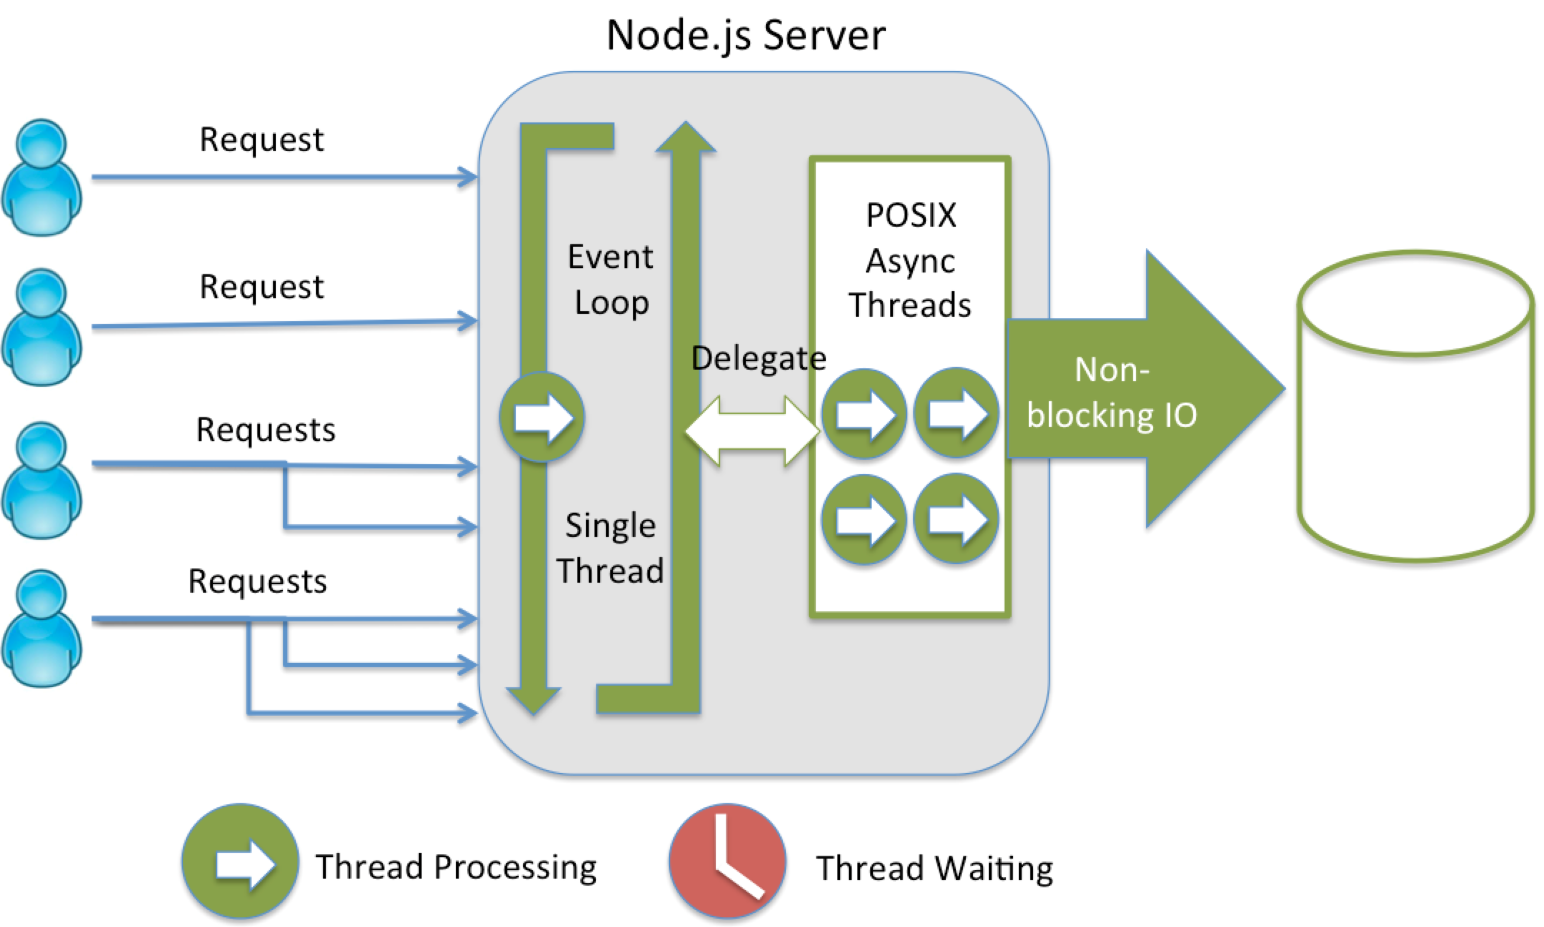 Node.js Server
Request
Request
Requests
Requests
Event
Loop
Single
Thread
Delegate
POSIX
Async
Threads
Non-
blocking IO
Thread Processing
Thread Waiting